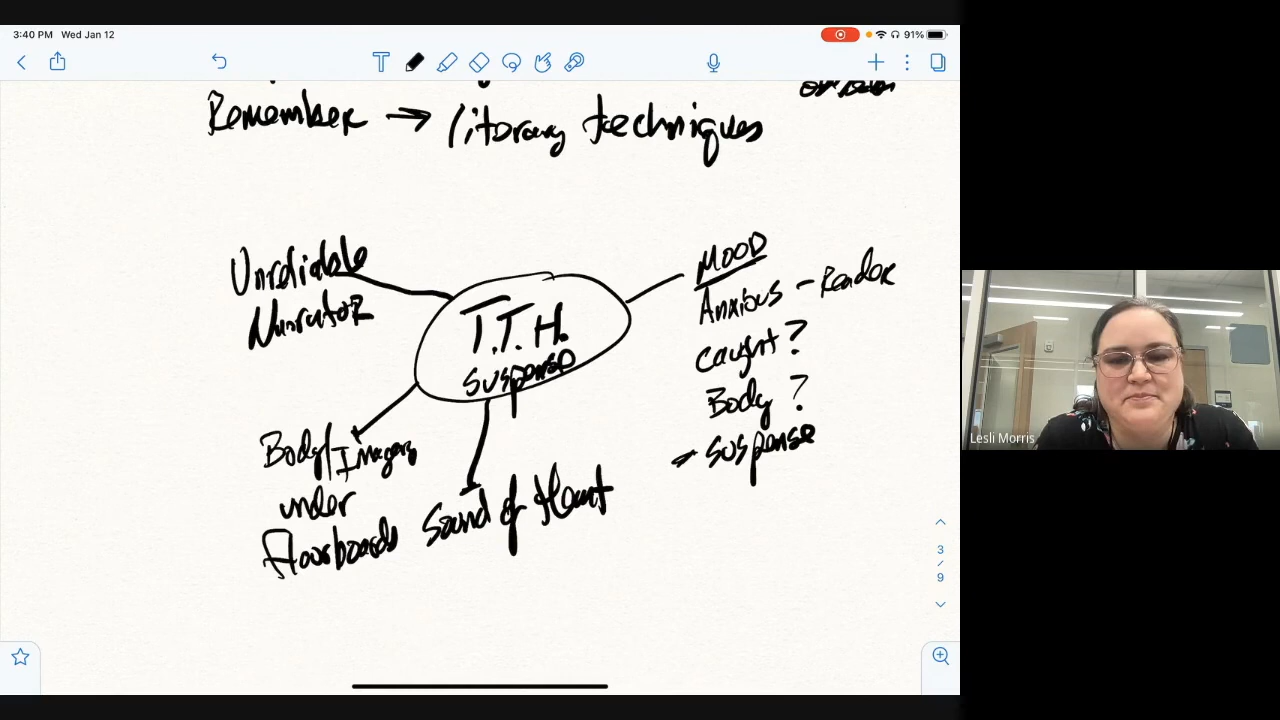 3:40 PM Wed Jan 12
91%
Remember → literary techniques
Unreliable
Narrator
T.T.H.
suspense
MOOD
Anxious - Reader
caught?
Body?
- suspense
Body/Imagery
under
Floorboards
Sound of Heart
Lesli Morris
3
9